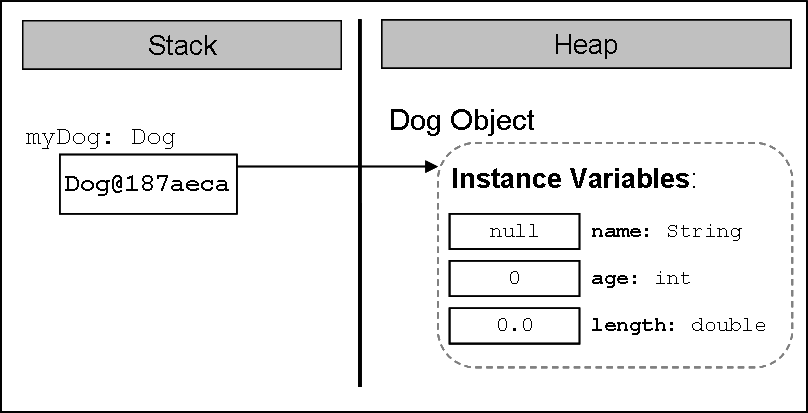 Stack
Heap
myDog: Dog
Dog@187aeca
Dog Object
Instance Variables:
null name: String
0 age: int
0.0 length: double